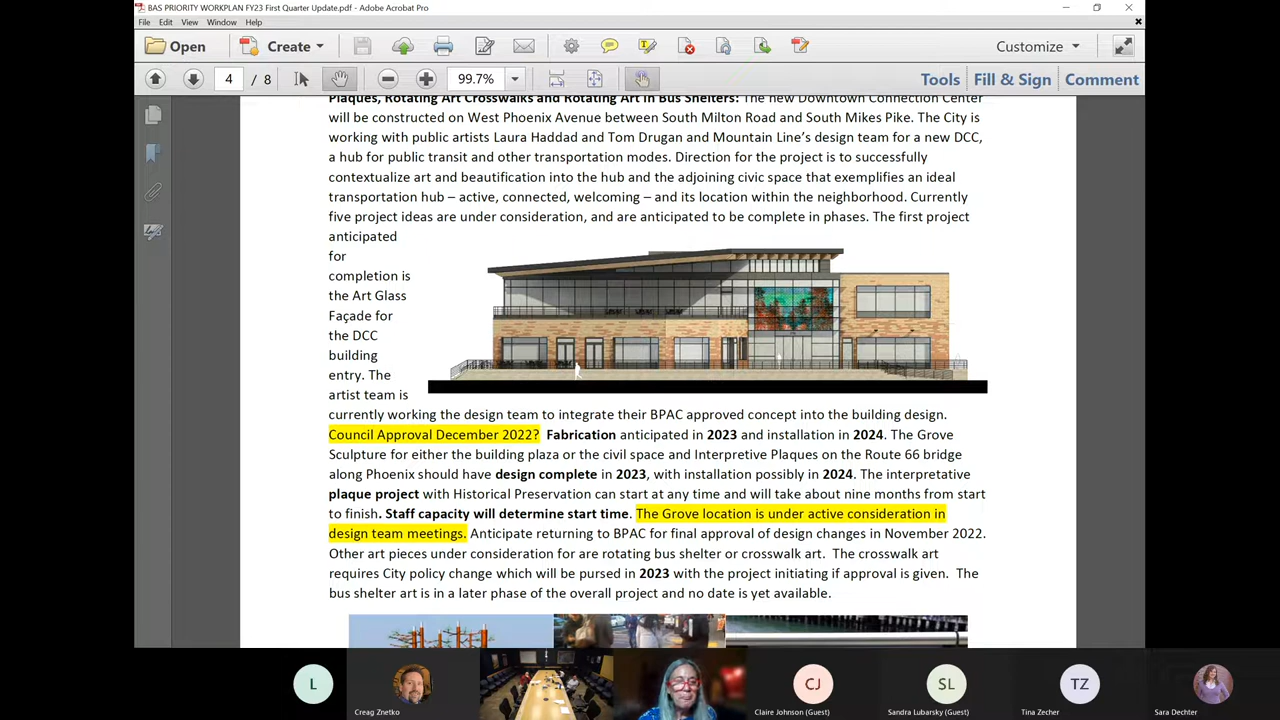 BAS PRIORITY WORKPLAN FY23 First Quarter Update.pdf - Adobe Acrobat Pro
File Edit View Window Help
Open Create Customize
4 / 8 99.7% Tools Fill & Sign Comment
Plaques, Rotating Art Crosswalks and Rotating Art in Bus Shelters: The new Downtown Connection Center
will be constructed on West Phoenix Avenue between South Milton Road and South Mikes Pike. The City is
working with public artists Laura Haddad and Tom Drugan and Mountain Line's design team for a new DCC,
a hub for public transit and other transportation modes. Direction for the project is to successfully
contextualize art and beautification into the hub and the adjoining civic space that exemplifies an ideal
transportation hub – active, connected, welcoming – and its location within the neighborhood. Currently
five project ideas are under consideration, and are anticipated to be complete in phases. The first project
anticipated
for
completion is
the Art Glass
Façade for
the DCC
building
entry. The
artist team is
currently working the design team to integrate their BPAC approved concept into the building design.
Council Approval December 2022? Fabrication anticipated in 2023 and installation in 2024. The Grove
Sculpture for either the building plaza or the civil space and Interpretive Plaques on the Route 66 bridge
along Phoenix should have design complete in 2023, with installation possibly in 2024. The interpretative
plaque project with Historical Preservation can start at any time and will take about nine months from start
to finish. Staff capacity will determine start time. The Grove location is under active consideration in
design team meetings. Anticipate returning to BPAC for final approval of design changes in November 2022.
Other art pieces under consideration for are rotating bus shelter or crosswalk art. The crosswalk art
requires City policy change which will be pursed in 2023 with the project initiating if approval is given. The
bus shelter art is in a later phase of the overall project and no date is yet available.
L CJ SL TZ
Creag Znetko Claire Johnson (Guest) Sandra Lubarsky (Guest) Tina Zecher Sara Dechter